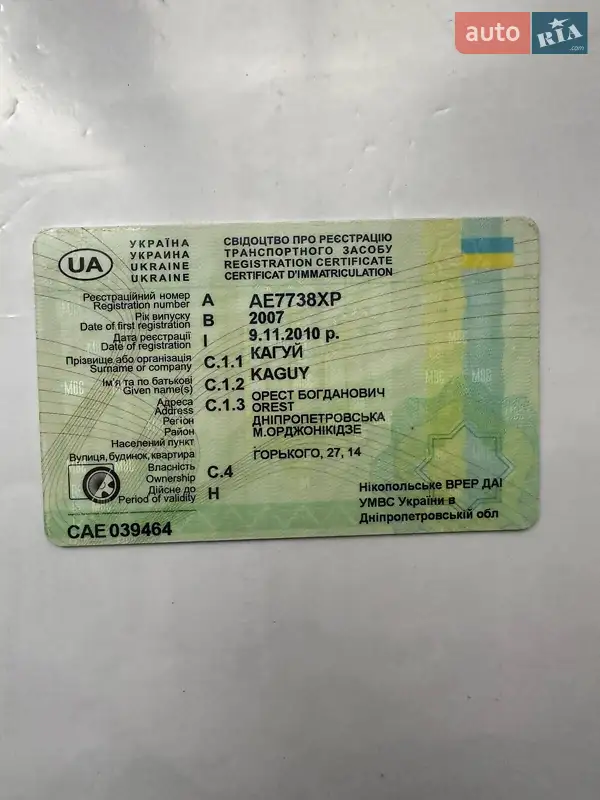 auto RIA .com
УКРАЇНА
УКРАИНА
UKRAINE
UKRAINE
СВІДОЦТВО ПРО РЕЄСТРАЦІЮ
ТРАНСПОРТНОГО ЗАСОБУ
REGISTRATION CERTIFICATE
CERTIFICAT D'IMMATRICULATION
UA
Реєстраційний номер
Registration number A AE7738XP
Рік випуску
Date of first registration B 2007
Дата реєстрації
Date of registration I 9.11.2010 р.
Прізвище або організація
Surname or company C.1.1 КАГУЙ
KAGUY
Ім'я та по батькові
Given name(s) C.1.2 ОРЕСТ БОГДАНОВИЧ
OREST
Адреса
Address C.1.3
Регіон ДНІПРОПЕТРОВСЬКА
Район М.ОРДЖОНІКІДЗЕ
Населений пункт
Вулиця, будинок, квартира ГОРЬКОГО, 27, 14
Власність
Ownership C.4
Дійсне до
Period of validity H
Нікопольське ВРЕР ДАІ
УМВС України в
Дніпропетровській обл
САЕ 039464